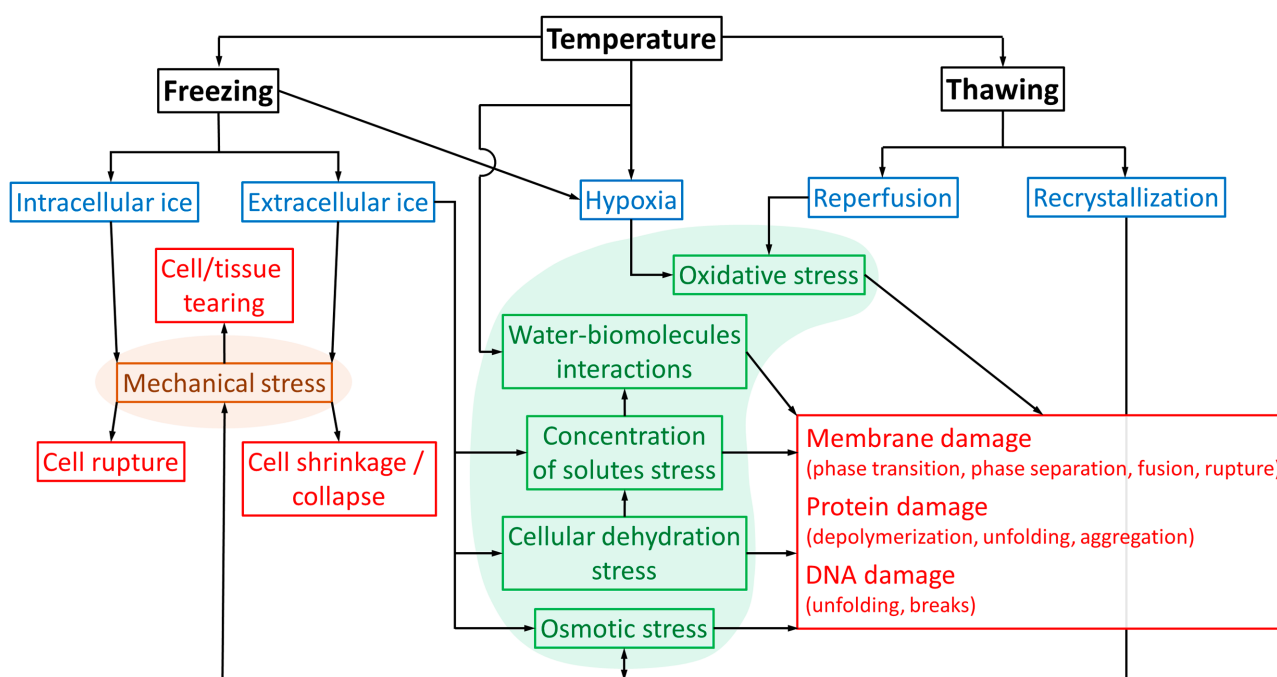 Temperature
Freezing
Thawing
Intracellular ice
Extracellular ice
Hypoxia
Reperfusion
Recrystallization
Cell/tissue
tearing
Oxidative stress
Water-biomolecules
interactions
Mechanical stress
Cell rupture
Cell shrinkage /
collapse
Concentration
of solutes stress
Cellular dehydration
stress
Osmotic stress
Membrane damage
(phase transition, phase separation, fusion, rupture)
Protein damage
(depolymerization, unfolding, aggregation)
DNA damage
(unfolding, breaks)